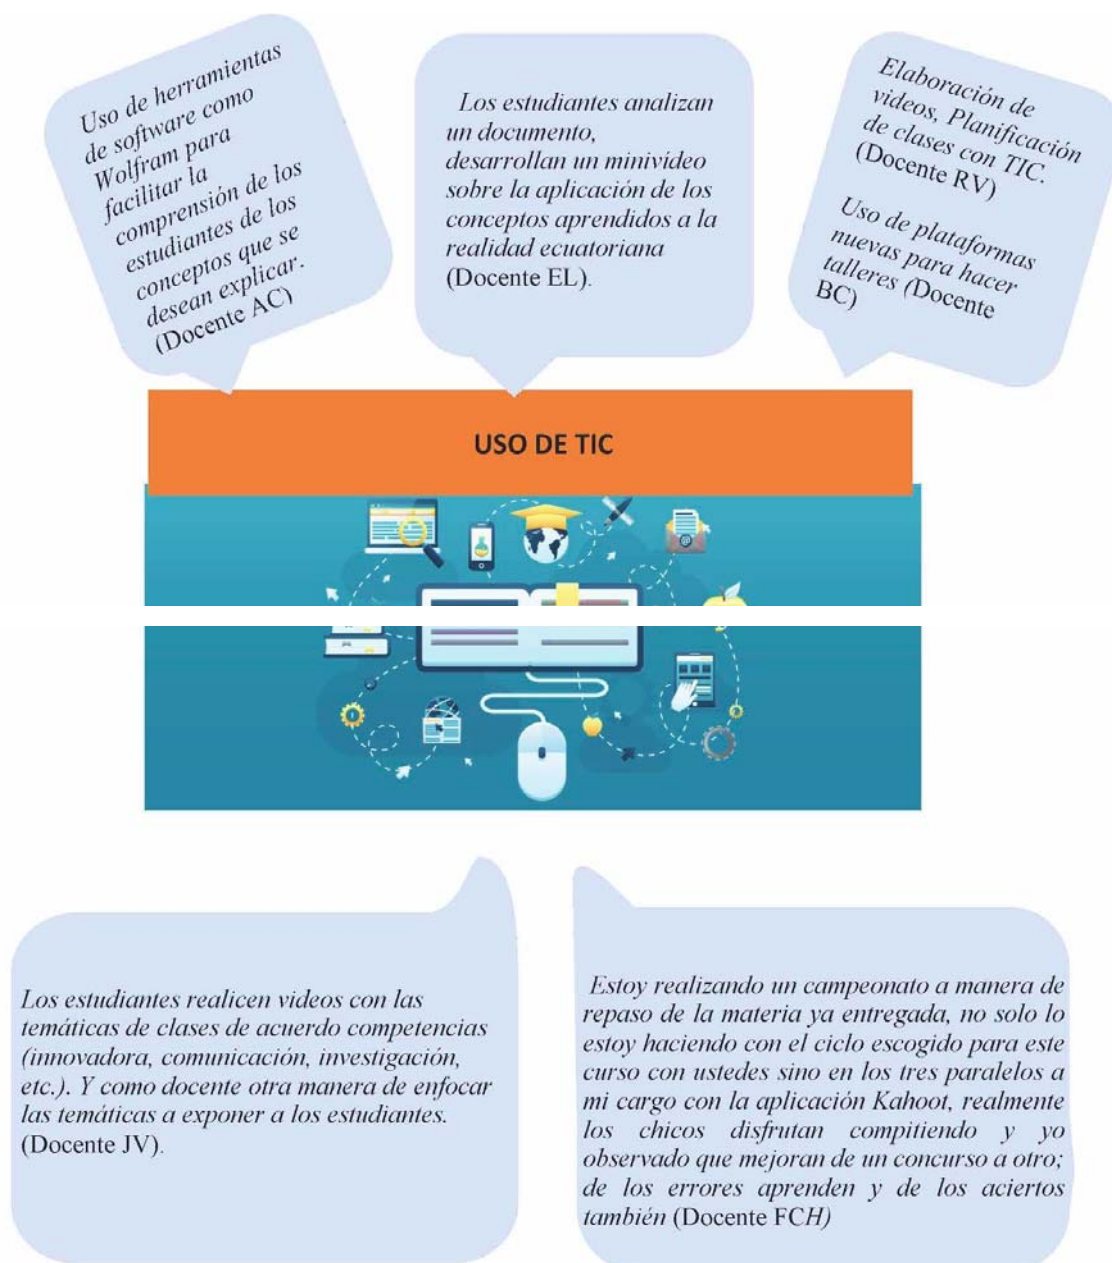 Uso de herramientas
de software como
Wolfram para
facilitar la
comprensión de los
estudiantes de los
conceptos que se
desean explicar.
(Docente AC)
Los estudiantes analizan
un documento,
desarrollan un minivídeo
sobre la aplicación de los
conceptos aprendidos a la
realidad ecuatoriana
(Docente EL).
Elaboración de
videos, Planificación
de clases con TIC.
(Docente RV)
Uso de plataformas
nuevas para hacer
talleres (Docente
BC)
USO DE TIC
Los estudiantes realicen videos con las
temáticas de clases de acuerdo competencias
(innovadora, comunicación, investigación,
etc.). Y como docente otra manera de enfocar
las temáticas a exponer a los estudiantes.
(Docente JV).
Estoy realizando un campeonato a manera de
repaso de la materia ya entregada, no solo lo
estoy haciendo con el ciclo escogido para este
curso con ustedes sino en los tres paralelos a
mi cargo con la aplicación Kahoot, realmente
los chicos disfrutan compitiendo y yo
observado que mejoran de un concurso a otro;
de los errores aprenden y de los aciertos
también (Docente FCH)